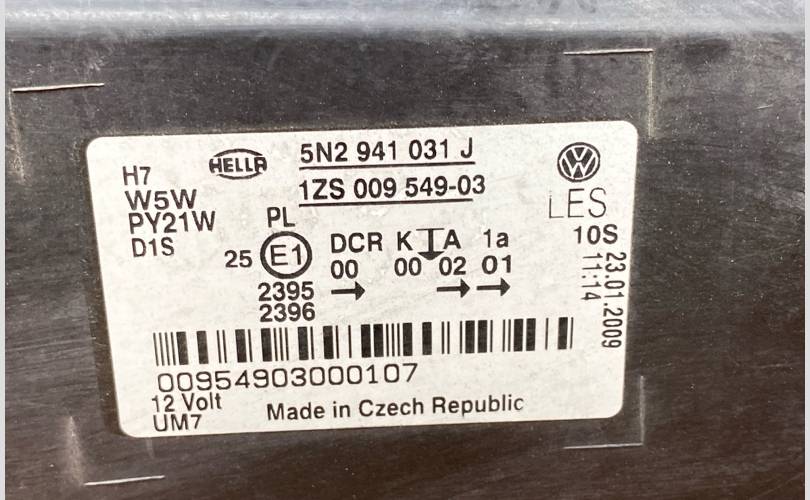 H7
W5W
PY21W
D1S
HELLA
5N2 941 031 J
1ZS 009 549-03
LES
10S
23.01.2009
11:14
PL
25 E1
2395
2396
DCR K A 1a
00 00 02 01
00954903000107
12 Volt
UM7
Made in Czech Republic